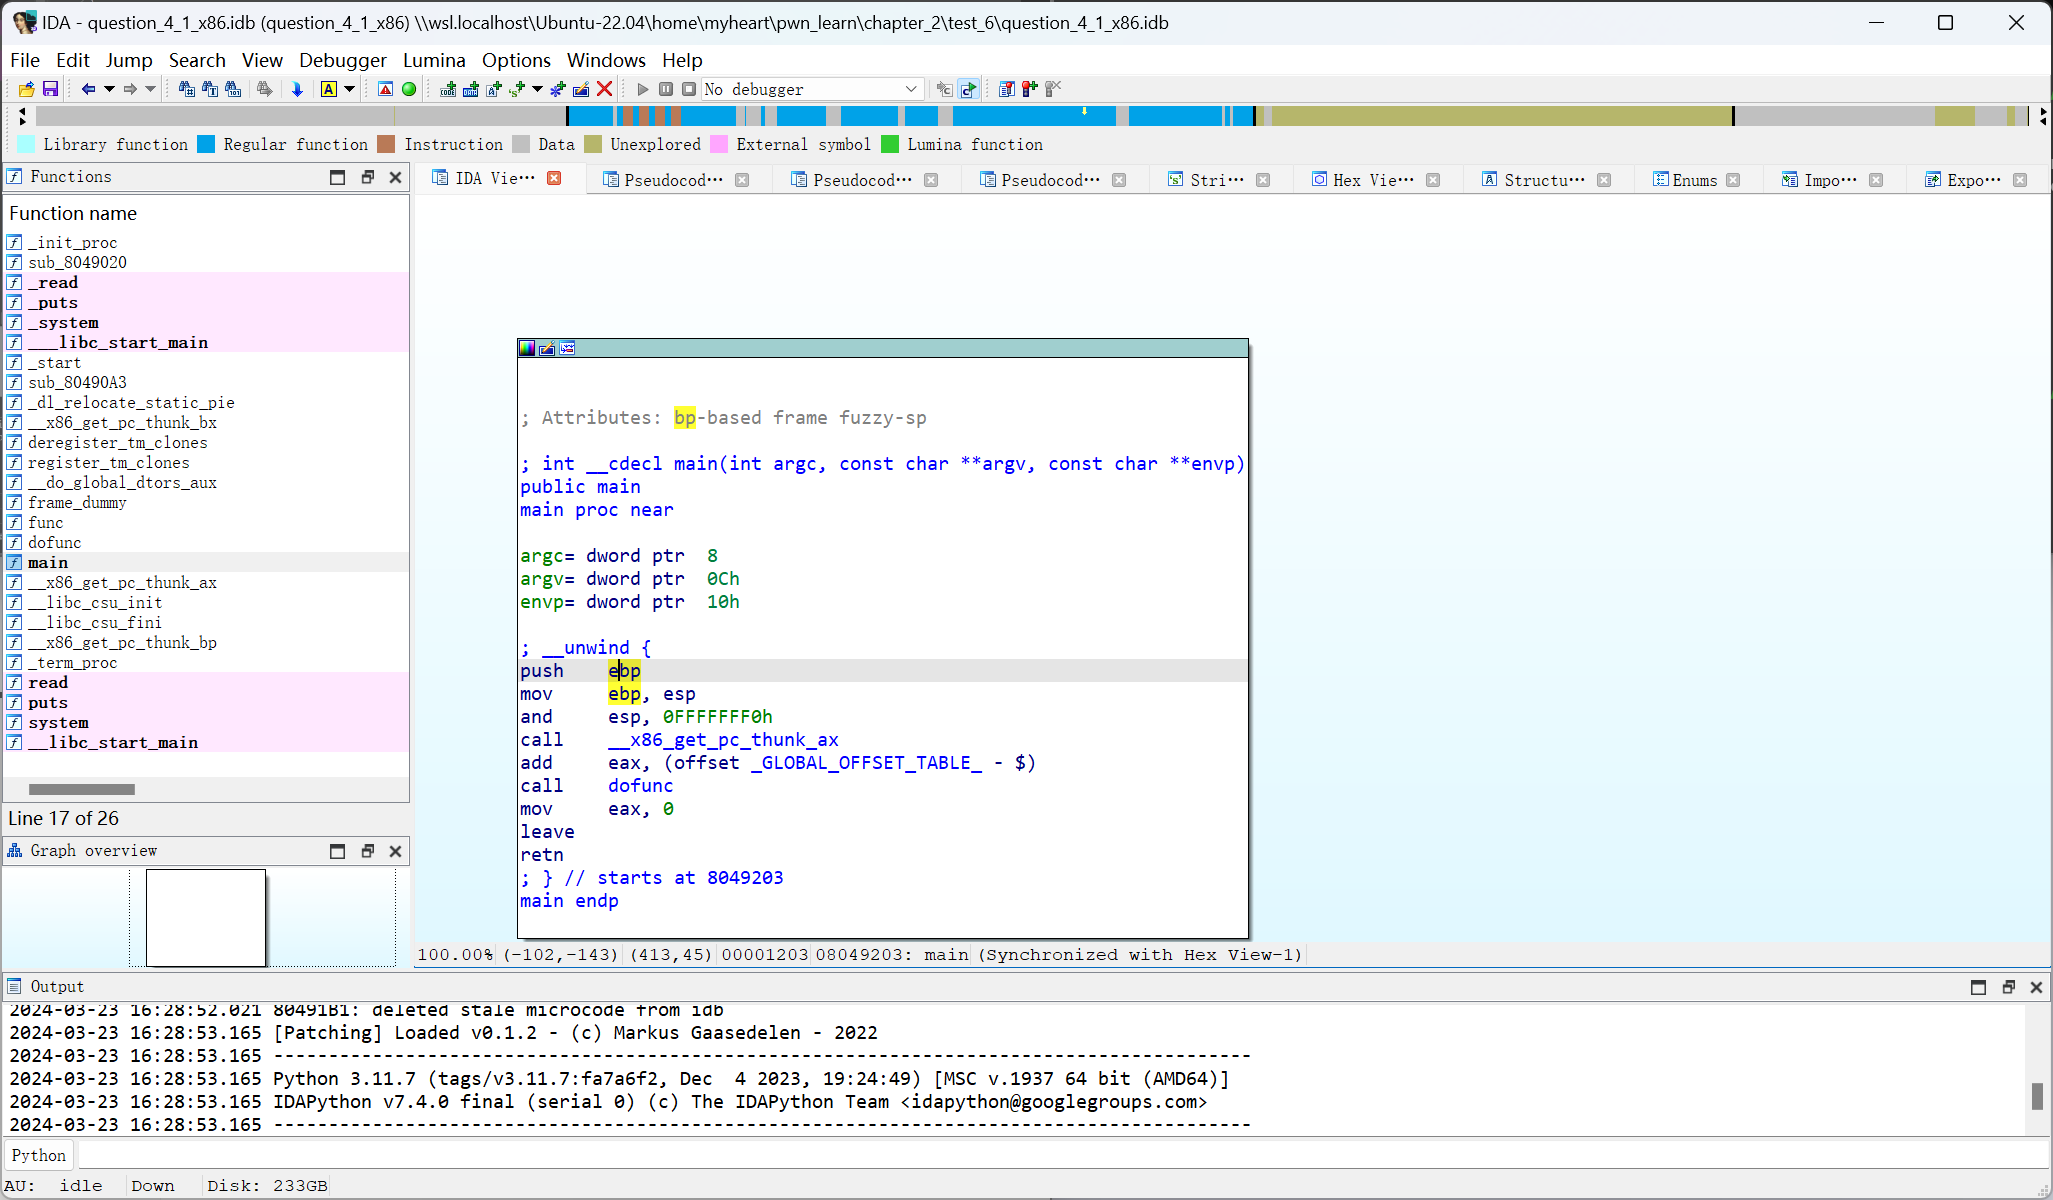 IDA - question_4_1_x86.idb (question_4_1_x86) \\wsl.localhost\Ubuntu-22.04\home\myheart\pwn_learn\chapter_2\test_6\question_4_1_x86.idb
File Edit Jump Search View Debugger Lumina Options Windows Help
No debugger
Library function Regular function Instruction Data Unexplored External symbol Lumina function
Functions
IDA Vie··· Pseudocod··· Pseudocod··· Pseudocod··· Stri··· Hex Vie··· Structu··· Enums Impo··· Expo···
Function name
_init_proc
sub_8049020
_read
_puts
_system
___libc_start_main
_start
sub_80490A3
_dl_relocate_static_pie
__x86_get_pc_thunk_bx
deregister_tm_clones
register_tm_clones
__do_global_dtors_aux
frame_dummy
func
dofunc
main
__x86_get_pc_thunk_ax
__libc_csu_init
__libc_csu_fini
__x86_get_pc_thunk_bp
_term_proc
read
puts
system
__libc_start_main
Line 17 of 26
Graph overview
; Attributes: bp-based frame fuzzy-sp
; int __cdecl main(int argc, const char **argv, const char **envp)
public main
main proc near
argc= dword ptr  8
argv= dword ptr  0Ch
envp= dword ptr  10h
; __unwind {
push    ebp
mov     ebp, esp
and     esp, 0FFFFFFF0h
call    __x86_get_pc_thunk_ax
add     eax, (offset _GLOBAL_OFFSET_TABLE_ - $)
call    dofunc
mov     eax, 0
leave
retn
; } // starts at 8049203
main endp
100.00% (-102,-143) (413,45) 00001203 08049203: main (Synchronized with Hex View-1)
Output
2024-03-23 16:28:52.021 80491B1: deleted stale microcode from idb
2024-03-23 16:28:53.165 [Patching] Loaded v0.1.2 - (c) Markus Gaasedelen - 2022
2024-03-23 16:28:53.165 -----------------------------------------------------------------------------------------
2024-03-23 16:28:53.165 Python 3.11.7 (tags/v3.11.7:fa7a6f2, Dec  4 2023, 19:24:49) [MSC v.1937 64 bit (AMD64)]
2024-03-23 16:28:53.165 IDAPython v7.4.0 final (serial 0) (c) The IDAPython Team <idapython@googlegroups.com>
2024-03-23 16:28:53.165 -----------------------------------------------------------------------------------------
Python
AU: idle Down Disk: 233GB